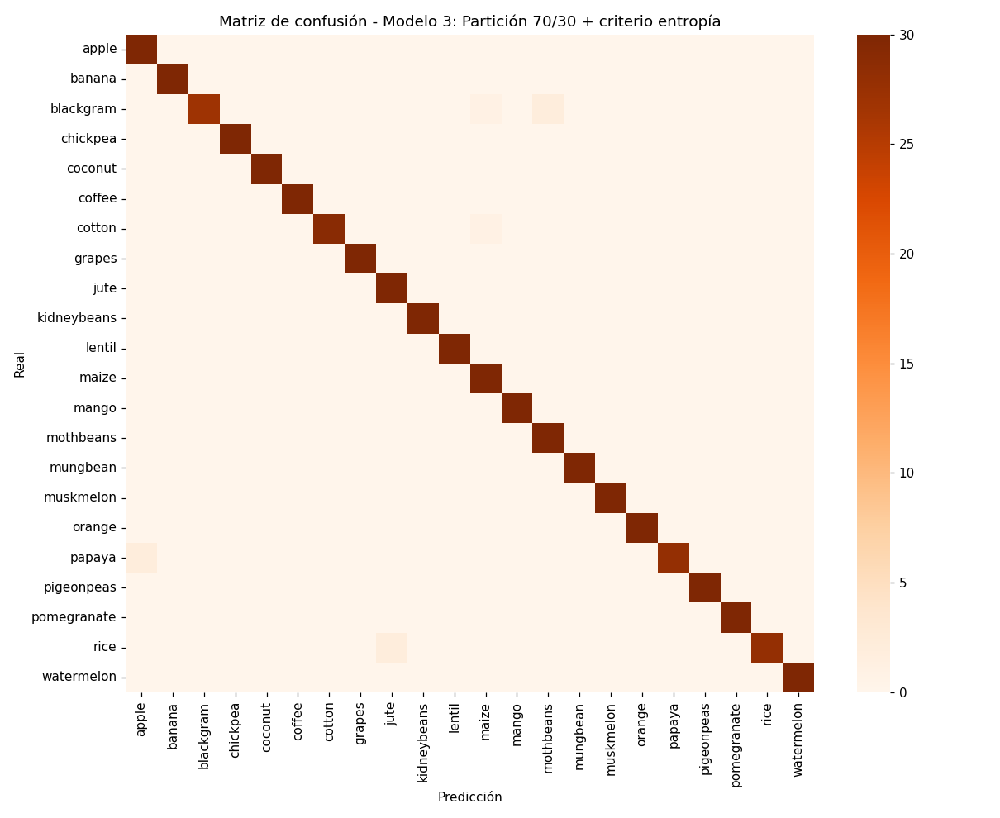 Matriz de confusión - Modelo 3: Partición 70/30 + criterio entropía
apple
banana
blackgram
chickpea
coconut
coffee
cotton
grapes
jute
kidneybeans
lentil
maize
mango
mothbeans
mungbean
muskmelon
orange
papaya
pigeonpeas
pomegranate
rice
watermelon
Real
apple
banana
blackgram
chickpea
coconut
coffee
cotton
grapes
jute
kidneybeans
lentil
maize
mango
mothbeans
mungbean
muskmelon
orange
papaya
pigeonpeas
pomegranate
rice
watermelon
Predicción
30
25
20
15
10
5
0